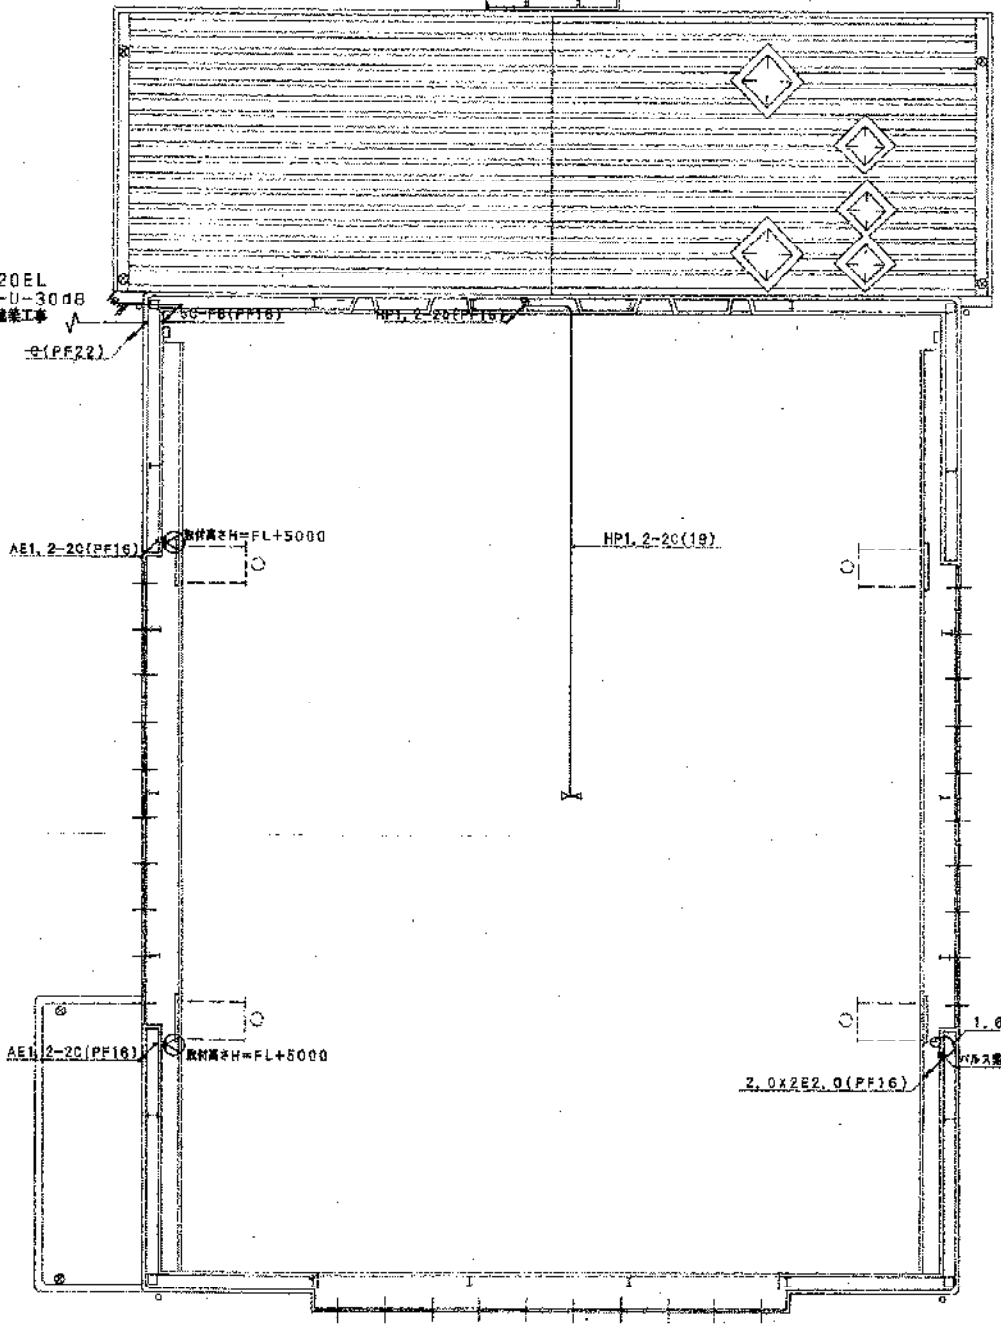 20EL
-U-30dB
建築工事
5C-FB(PF16)
HP1.2-2C(PF16)
-C(PF22)
AE1.2-2C(PF16)
取付高さH=FL+5000
HP1.2-2C(19)
AE1.2-2C(PF16)
取付高さH=FL+5000
1.6
パルス
2.0X2E2.0(PF16)